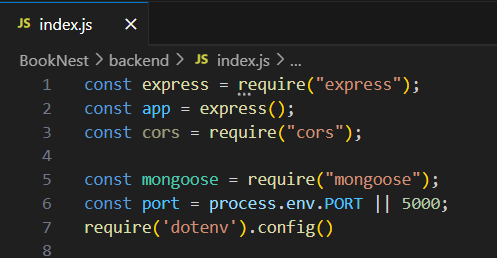 JS index.js X
BookNest > backend > JS index.js > ...
1 const express = require("express");
2 const app = express();
3 const cors = require("cors");
4
5 const mongoose = require("mongoose");
6 const port = process.env.PORT || 5000;
7 require('dotenv').config()
8